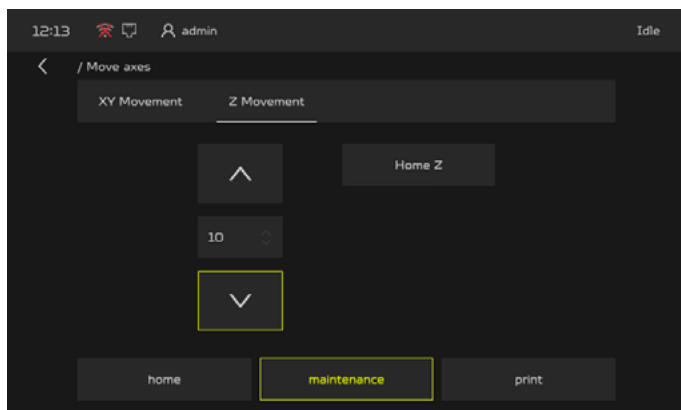 12:13 admin Idle
/ Move axes
XY Movement Z Movement
Home Z
10
home maintenance print